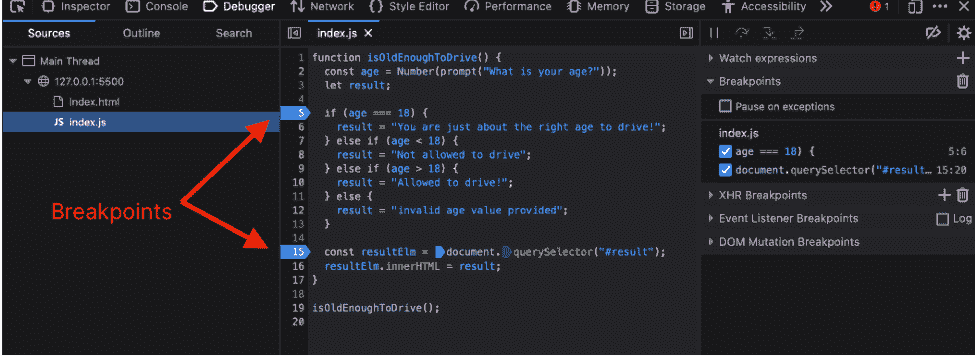 Inspector Console Debugger Network Style Editor Performance Memory Storage Accessibility 1
Sources Outline Search
Main Thread
127.0.0.1:5500
index.html
JS index.js
Breakpoints
index.js
1 function isOldEnoughToDrive() {
2 const age = Number(prompt("What is your age?"));
3 let result;
4
5 if (age === 18) {
6 result = "You are just about the right age to drive!";
7 } else if (age < 18) {
8 result = "Not allowed to drive";
9 } else if (age > 18) {
10 result = "Allowed to drive!";
11 } else {
12 result = "invalid age value provided";
13 }
14
15 const resultElm = document.querySelector("#result");
16 resultElm.innerHTML = result;
17 }
18
19 isOldEnoughToDrive();
20
Watch expressions
Breakpoints
Pause on exceptions
index.js
age === 18) { 5:6
document.querySelector("#result… 15:20
XHR Breakpoints
Event Listener Breakpoints Log
DOM Mutation Breakpoints